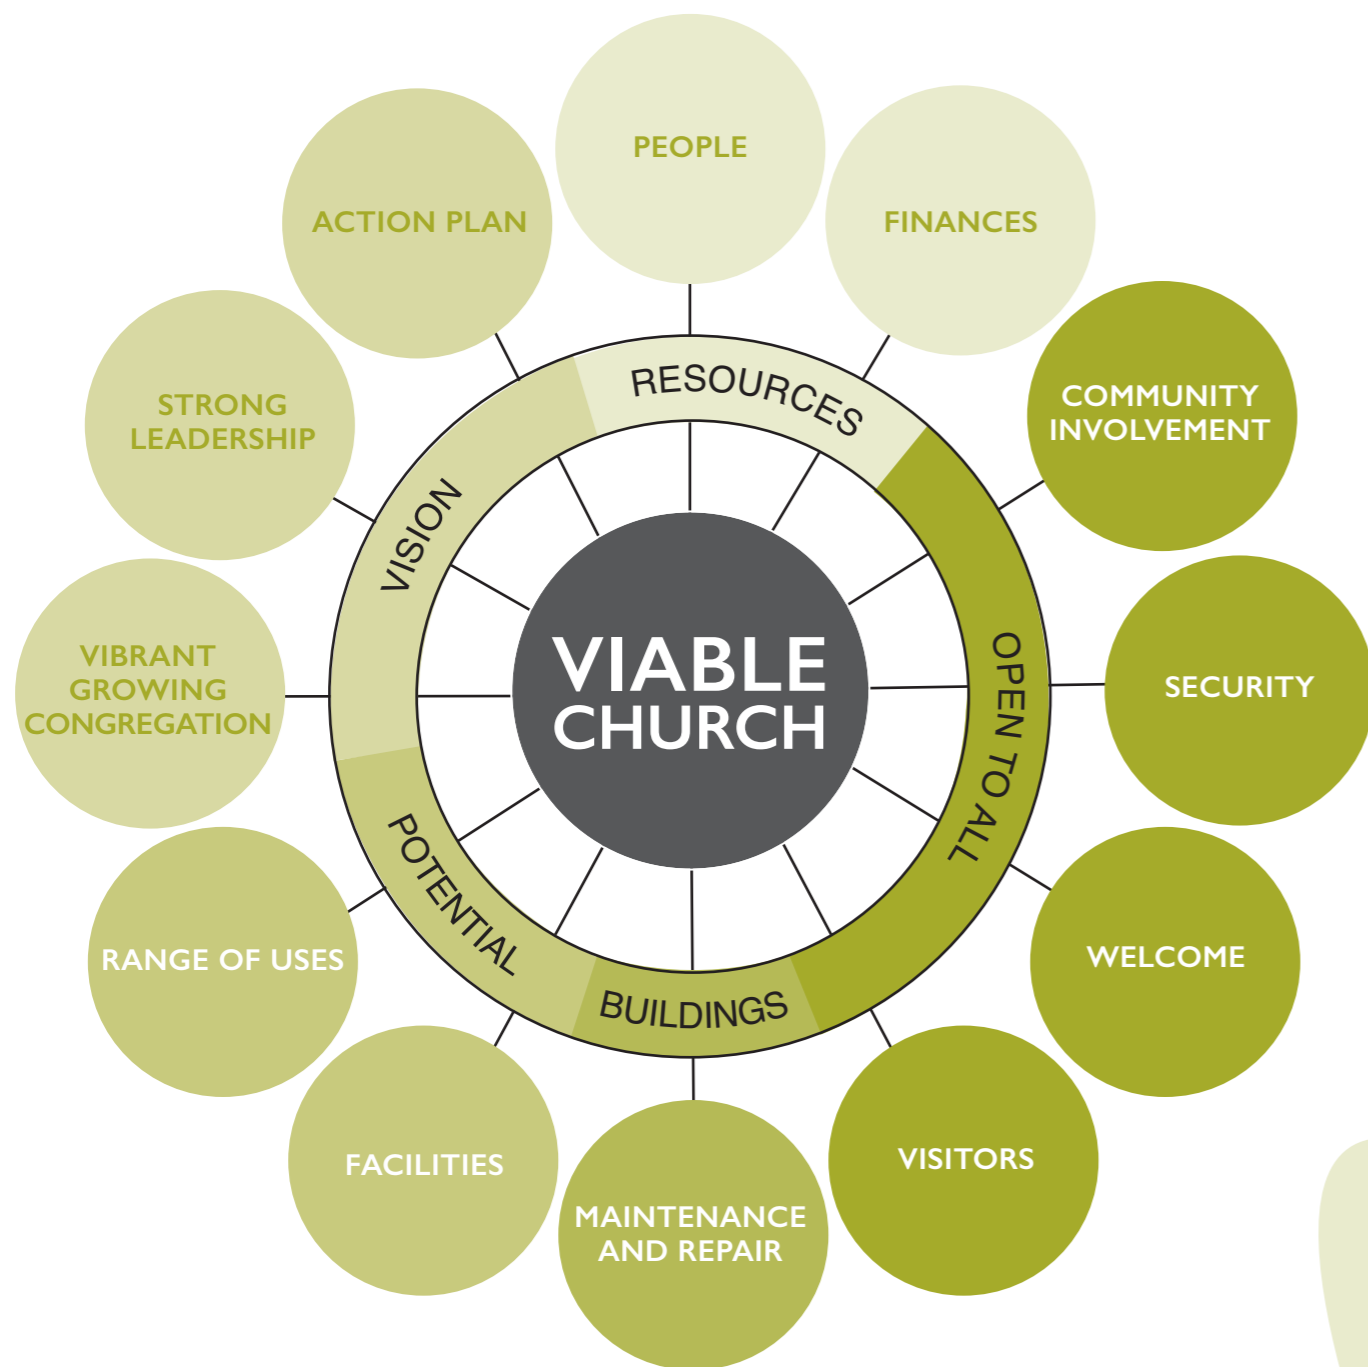 PEOPLE
FINANCES
COMMUNITY
INVOLVEMENT
SECURITY
WELCOME
VISITORS
MAINTENANCE
AND REPAIR
FACILITIES
RANGE OF USES
VIBRANT
GROWING
CONGREGATION
STRONG
LEADERSHIP
ACTION PLAN
RESOURCES
OPEN TO ALL
BUILDINGS
POTENTIAL
VISION
VIABLE
CHURCH